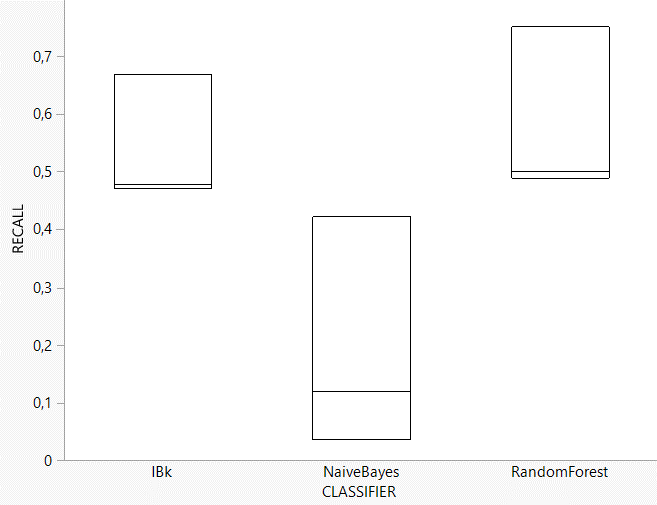 0,7
0,6
0,5
0,4
0,3
0,2
0,1
0
RECALL
IBk NaiveBayes RandomForest
CLASSIFIER